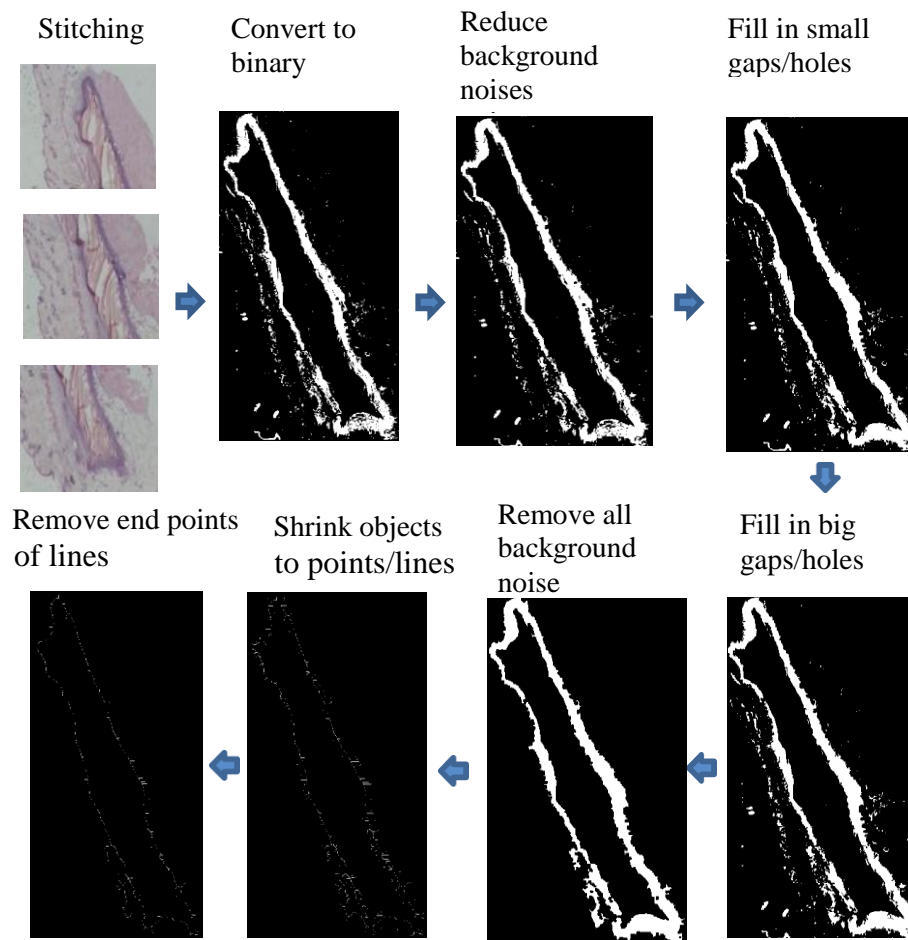 Stitching
Convert to
binary
Reduce
background
noises
Fill in small
gaps/holes
Fill in big
gaps/holes
Remove all
background
noise
Shrink objects
to points/lines
Remove end points
of lines